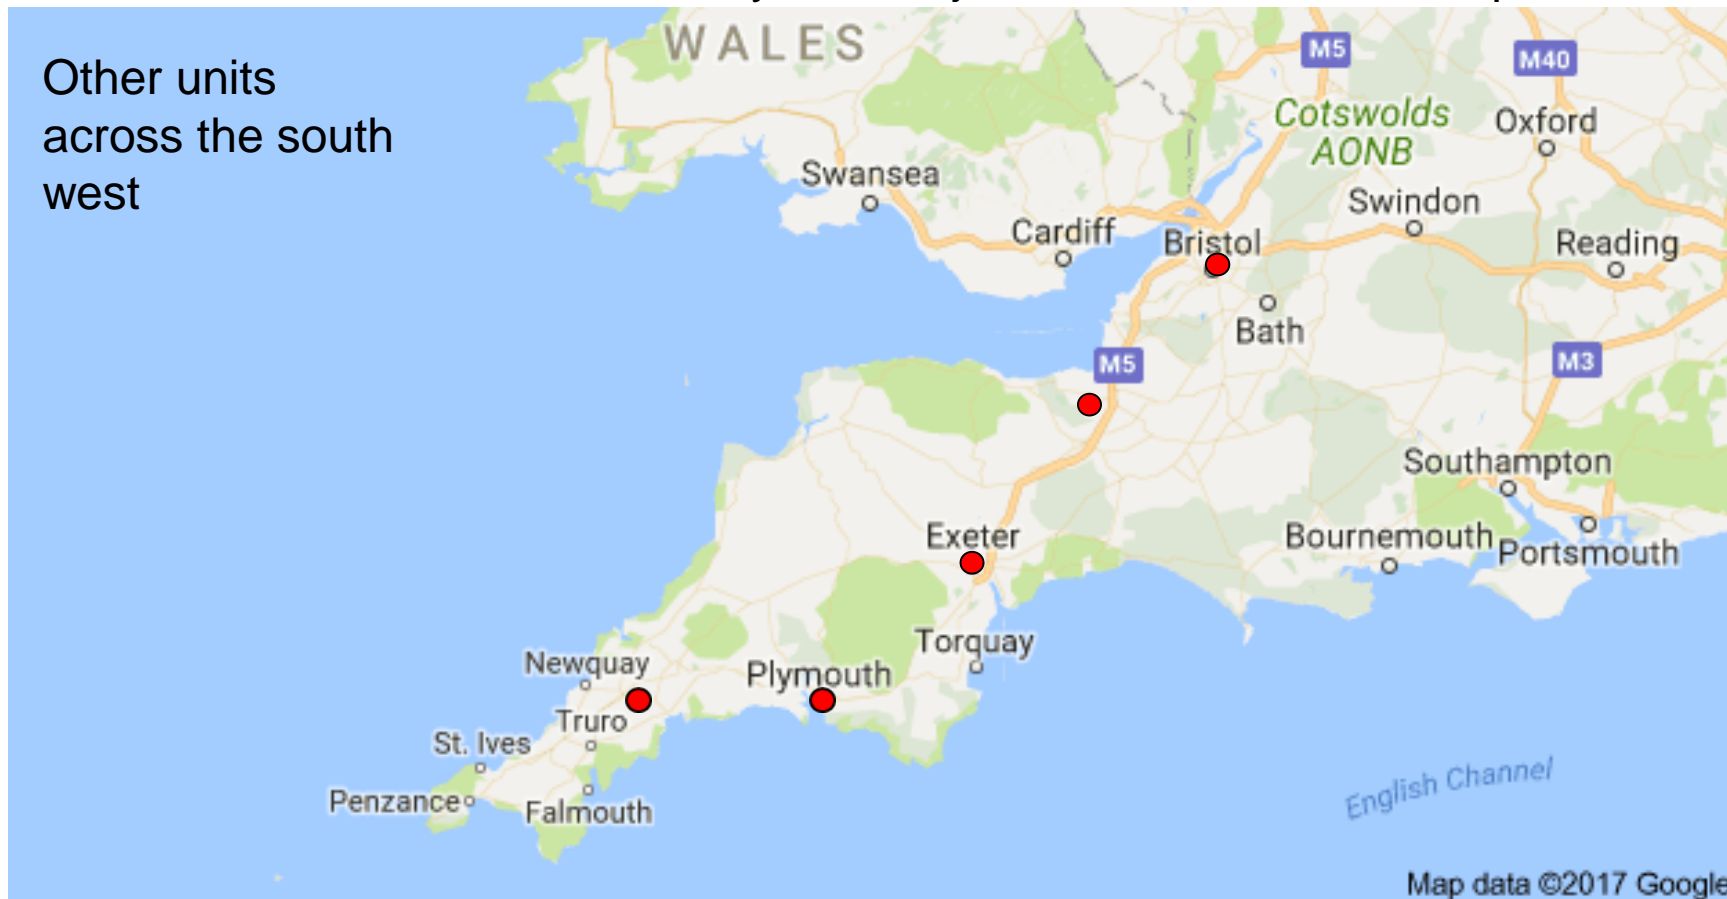 Other units
across the south
west
WALES
M5
M40
Cotswolds
AONB
Oxford
Swansea
Swindon
Cardiff
Bristol
Reading
Bath
M5
M3
Southampton
Exeter
Bournemouth
Portsmouth
Torquay
Newquay
Plymouth
Truro
St. Ives
English Channel
Penzance
Falmouth
Map data ©2017 Google